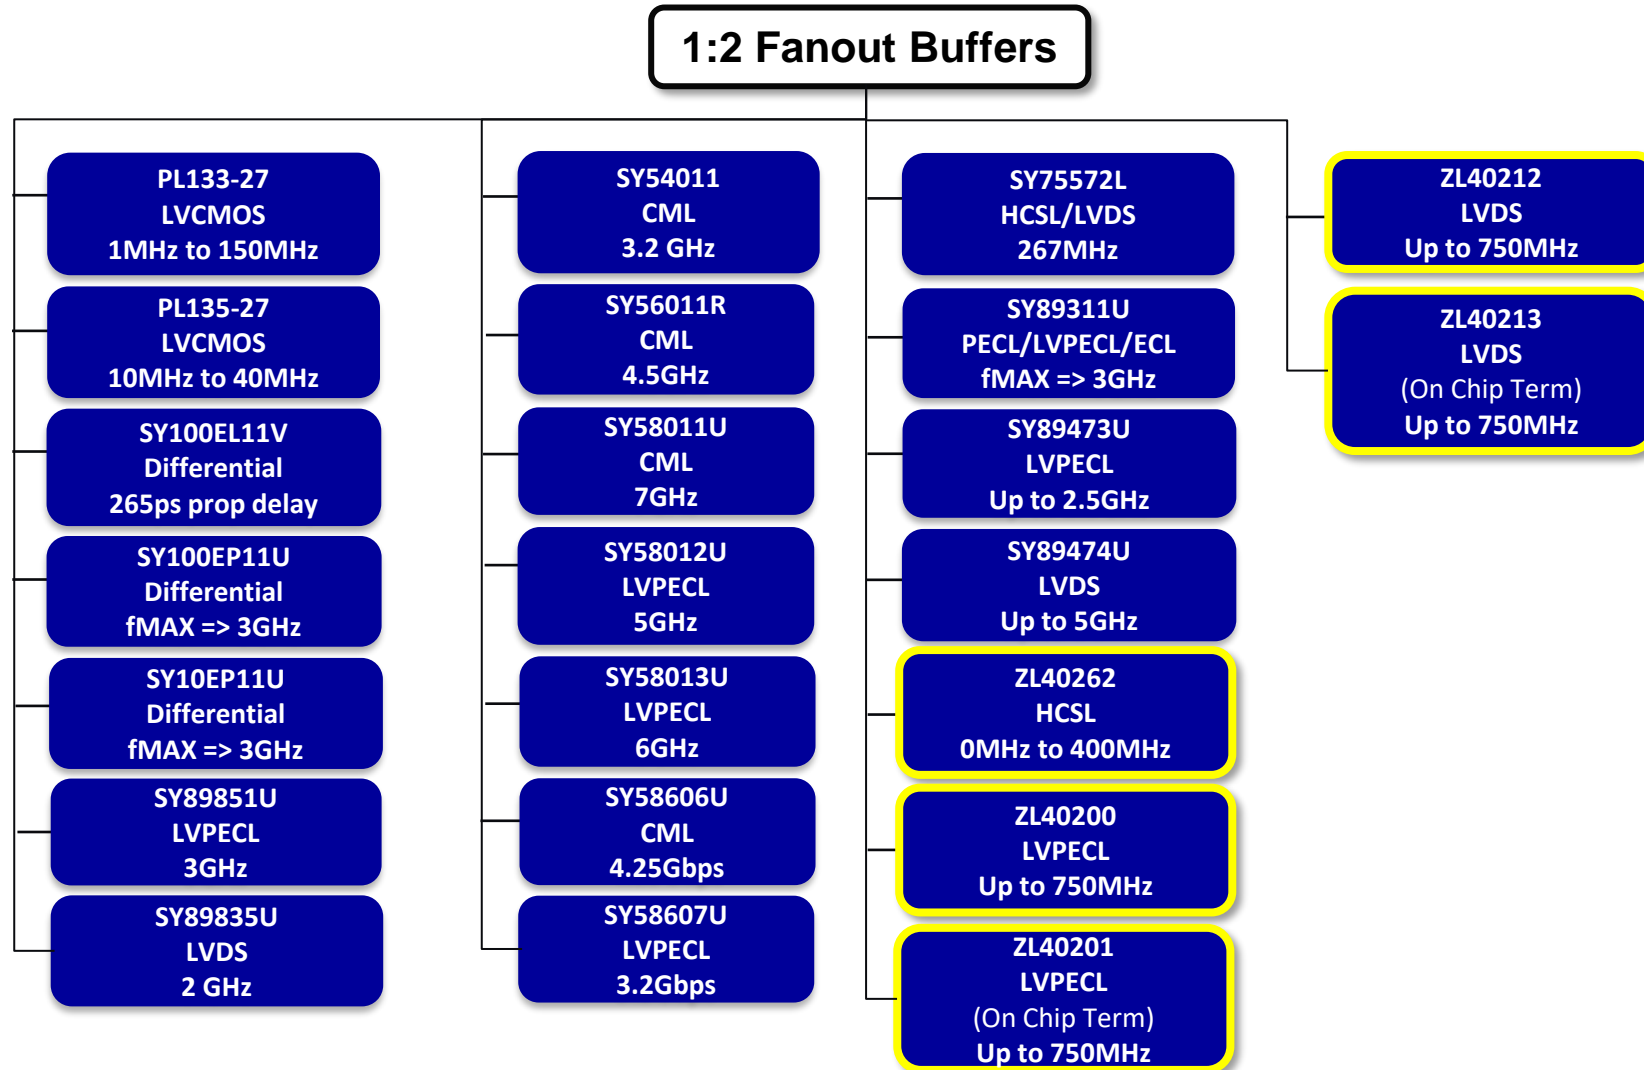 1:2 Fanout Buffers
PL133-27
LVCMOS
1MHz to 150MHz
PL135-27
LVCMOS
10MHz to 40MHz
SY100EL11V
Differential
265ps prop delay
SY100EP11U
Differential
fMAX => 3GHz
SY10EP11U
Differential
fMAX => 3GHz
SY89851U
LVPECL
3GHz
SY89835U
LVDS
2 GHz
SY54011
CML
3.2 GHz
SY56011R
CML
4.5GHz
SY58011U
CML
7GHz
SY58012U
LVPECL
5GHz
SY58013U
LVPECL
6GHz
SY58606U
CML
4.25Gbps
SY58607U
LVPECL
3.2Gbps
SY75572L
HCSL/LVDS
267MHz
SY89311U
PECL/LVPECL/ECL
fMAX => 3GHz
SY89473U
LVPECL
Up to 2.5GHz
SY89474U
LVDS
Up to 5GHz
ZL40262
HCSL
0MHz to 400MHz
ZL40200
LVPECL
Up to 750MHz
ZL40201
LVPECL
(On Chip Term)
Up to 750MHz
ZL40212
LVDS
Up to 750MHz
ZL40213
LVDS
(On Chip Term)
Up to 750MHz